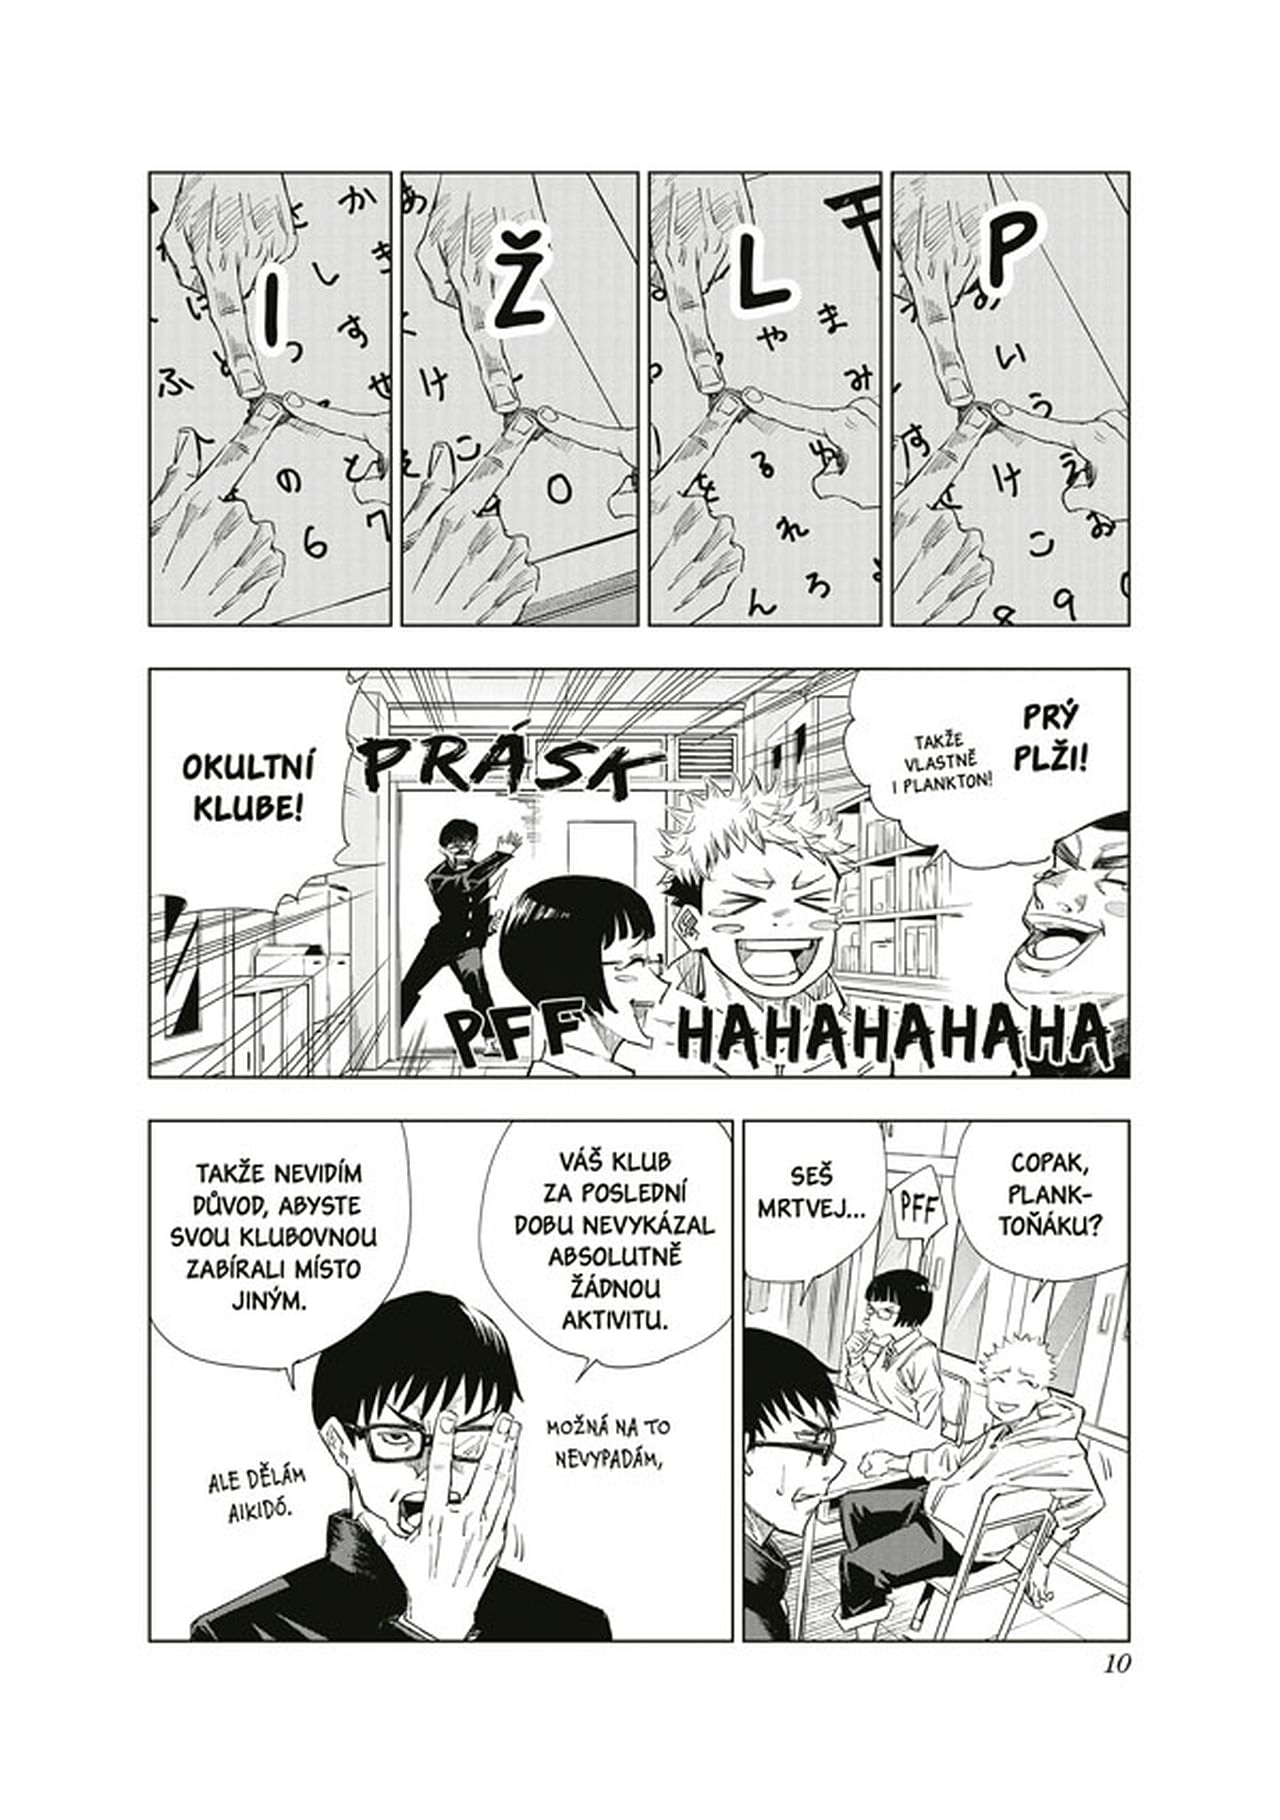 P
L
Ž
I
PRÝ
PLŽI!
TAKŽE
VLASTNĚ
I PLANKTON!
HAHAHAHAHA
PFF
PRÁSK
OKULTNÍ
KLUBE!
COPAK,
PLANK-
TOŇÁKU?
PFF
SEŠ
MRTVEJ...
VÁŠ KLUB
ZA POSLEDNÍ
DOBU NEVYKÁZAL
ABSOLUTNĚ
ŽÁDNOU
AKTIVITU.
MOŽNÁ NA TO
NEVYPADÁM,
TAKŽE NEVIDÍM
DŮVOD, ABYSTE
SVOU KLUBOVNOU
ZABÍRALI MÍSTO
JINÝM.
ALE DĚLÁM
AIKIDÓ.
10